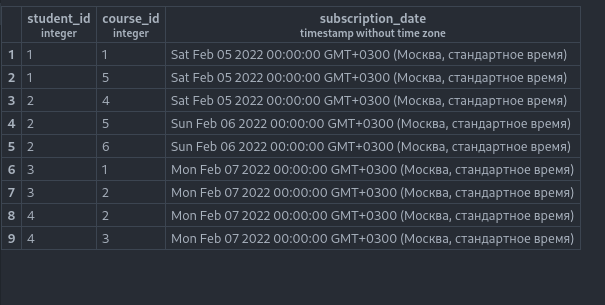 student_id course_id subscription_date
integer integer timestamp without time zone
1 1 1 Sat Feb 05 2022 00:00:00 GMT+0300 (Москва, стандартное время)
2 1 5 Sat Feb 05 2022 00:00:00 GMT+0300 (Москва, стандартное время)
3 2 4 Sat Feb 05 2022 00:00:00 GMT+0300 (Москва, стандартное время)
4 2 5 Sun Feb 06 2022 00:00:00 GMT+0300 (Москва, стандартное время)
5 2 6 Sun Feb 06 2022 00:00:00 GMT+0300 (Москва, стандартное время)
6 3 1 Mon Feb 07 2022 00:00:00 GMT+0300 (Москва, стандартное время)
7 3 2 Mon Feb 07 2022 00:00:00 GMT+0300 (Москва, стандартное время)
8 4 2 Mon Feb 07 2022 00:00:00 GMT+0300 (Москва, стандартное время)
9 4 3 Mon Feb 07 2022 00:00:00 GMT+0300 (Москва, стандартное время)